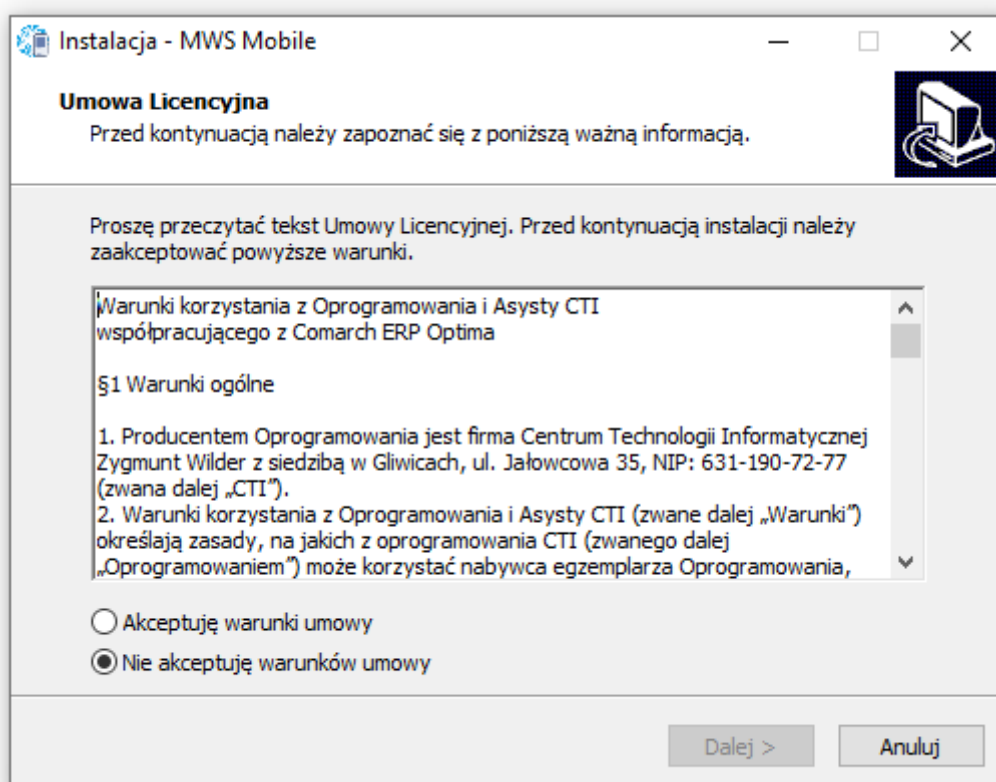 Instalacja - MWS Mobile
Umowa Licencyjna
Przed kontynuacją należy zapoznać się z poniższą ważną informacją.
Proszę przeczytać tekst Umowy Licencyjnej. Przed kontynuacją instalacji należy
zaakceptować powyższe warunki.
Warunki korzystania z Oprogramowania i Asysty CTI
współpracującego z Comarch ERP Optima
§1 Warunki ogólne
1. Producentem Oprogramowania jest firma Centrum Technologii Informatycznej
Zygmunt Wilder z siedzibą w Gliwicach, ul. Jałowcowa 35, NIP: 631-190-72-77
(zwana dalej „CTI”).
2. Warunki korzystania z Oprogramowania i Asysty CTI (zwane dalej „Warunki”)
określają zasady, na jakich z oprogramowania CTI (zwanego dalej
„Oprogramowaniem”) może korzystać nabywca egzemplarza Oprogramowania,
Akceptuję warunki umowy
Nie akceptuję warunków umowy
Dalej >
Anuluj